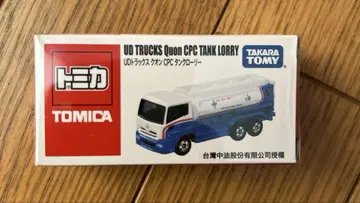 UD TRUCKS Quon CPC TANK LORRY
UDトラックス クオン CPC タンクローリー
TAKARA
TOMY
トミカ
TOMICA
台灣中油股份有限公司授權